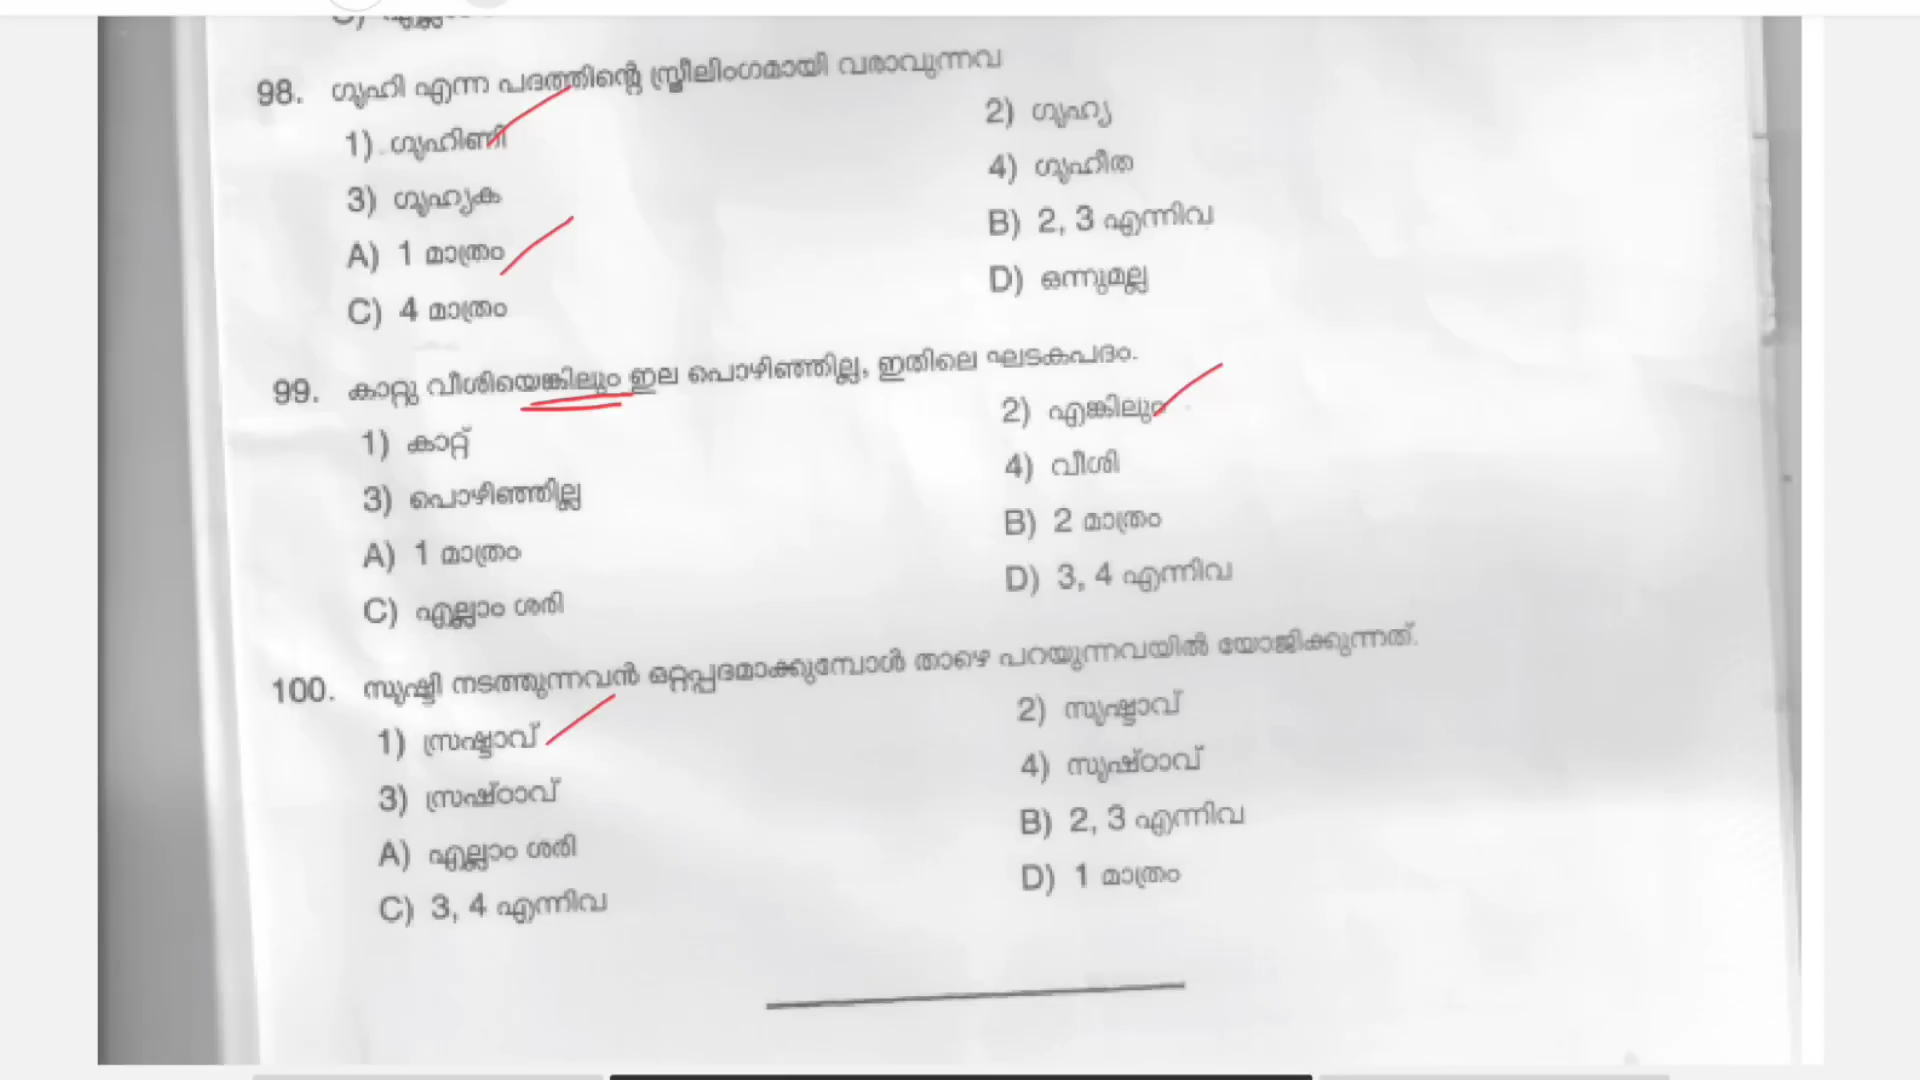 98. ഗൃഹി എന്ന പദത്തിന്റെ സ്ത്രീലിംഗമായി വരാവുന്നവ
1) ഗൃഹിണി 2) ഗൃഹ്യ
3) ഗൃഹ്യക 4) ഗൃഹീത
A) 1 മാത്രം B) 2, 3 എന്നിവ
C) 4 മാത്രം D) ഒന്നുമല്ല
99. കാറ്റു വീശിയെങ്കിലും ഇല പൊഴിഞ്ഞില്ല, ഇതിലെ ഘടകപദം.
1) കാറ്റ് 2) എങ്കിലും
3) പൊഴിഞ്ഞില്ല 4) വീശി
A) 1 മാത്രം B) 2 മാത്രം
C) എല്ലാം ശരി D) 3, 4 എന്നിവ
100. സൃഷ്ടി നടത്തുന്നവൻ ഒറ്റപ്പദമാക്കുമ്പോൾ താഴെ പറയുന്നവയിൽ യോജിക്കുന്നത്.
1) സ്രഷ്ടാവ് 2) സൃഷ്ടാവ്
3) സ്രഷ്ഠാവ് 4) സൃഷ്ഠാവ്
A) എല്ലാം ശരി B) 2, 3 എന്നിവ
C) 3, 4 എന്നിവ D) 1 മാത്രം